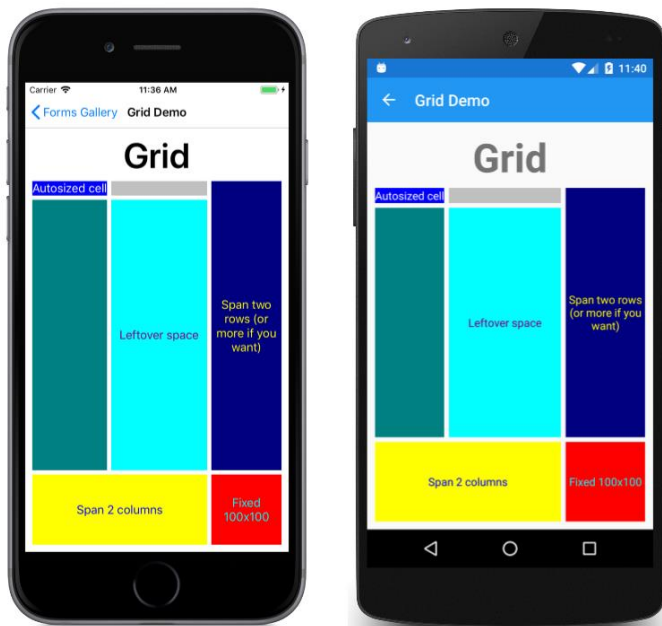 Carrier 11:36 AM
Forms Gallery Grid Demo
Grid
Autosized cell
Leftover space
Span two
rows (or
more if you
want)
Span 2 columns
Fixed
100x100
11:40
Grid Demo
Grid
Autosized cell
Leftover space
Span two rows
(or more if you
want)
Span 2 columns
Fixed 100x100